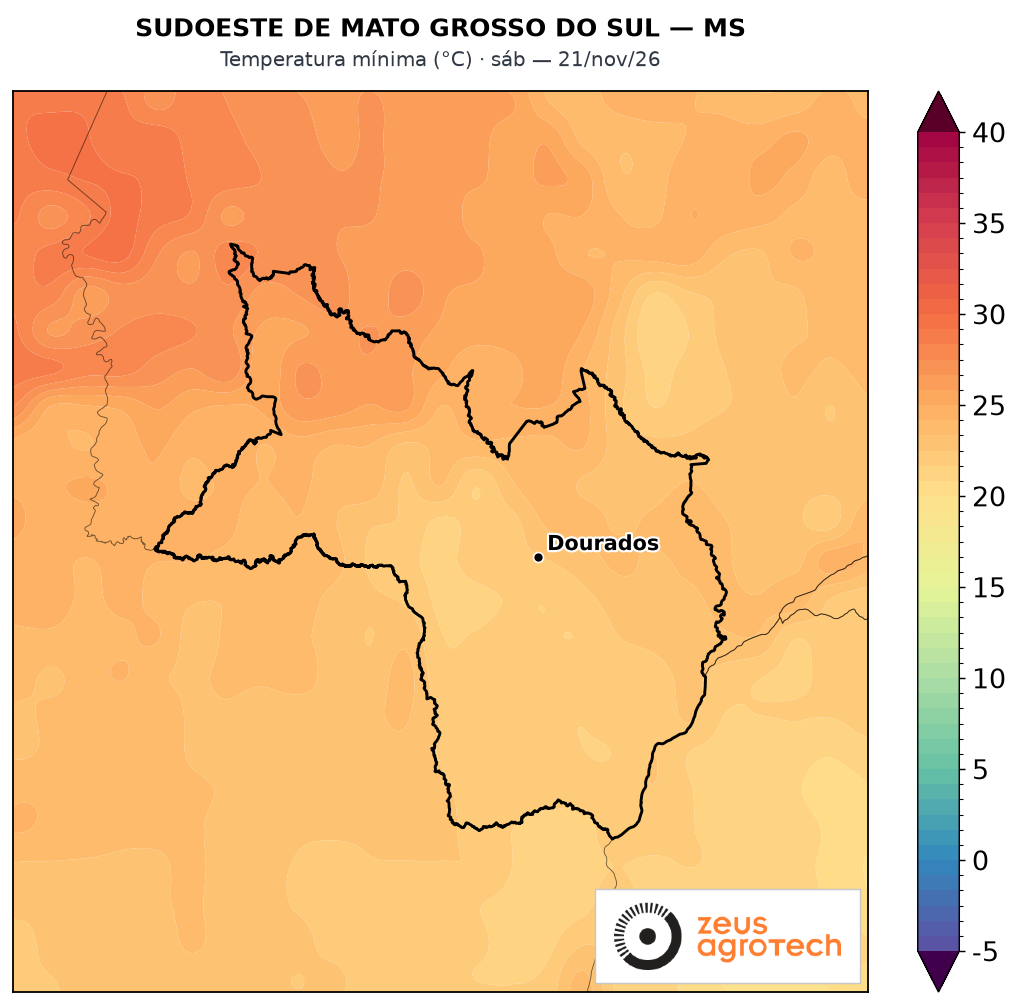 SUDOESTE DE MATO GROSSO DO SUL — MS
Temperatura mínima (°C) · sáb — 21/nov/26
40
35
30
25
20
15
10
5
0
-5
Dourados
zeus
agrotech